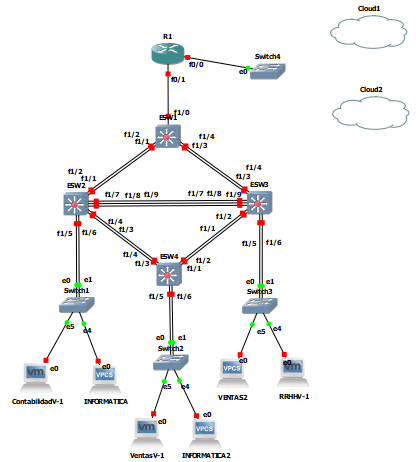 Cloud1
R1
f0/0
Switch4
e0
f0/1
Cloud2
f1/0
ESW1
f1/2
f1/1
f1/4
f1/3
f1/2
f1/1
ESW2
f1/4
f1/3
ESW3
f1/7 f1/8 f1/9
f1/7 f1/8 f1/9
f1/4
f1/3
f1/2
f1/1
f1/5 f1/6
f1/5 f1/6
f1/4
f1/3
ESW4
f1/2
f1/1
e0 e1
Switch1
f1/5 f1/6
e0 e1
Switch3
e5 e4
e0 e1
Switch2
e5 e4
e0
vm
e0
VPCS
e5 e4
e0
VPCS
e0
vm
ContabilidadV-1
INFORMATICA
VENTAS2
RRHHV-1
e0
vm
e0
VPCS
VentasV-1
INFORMATICA2